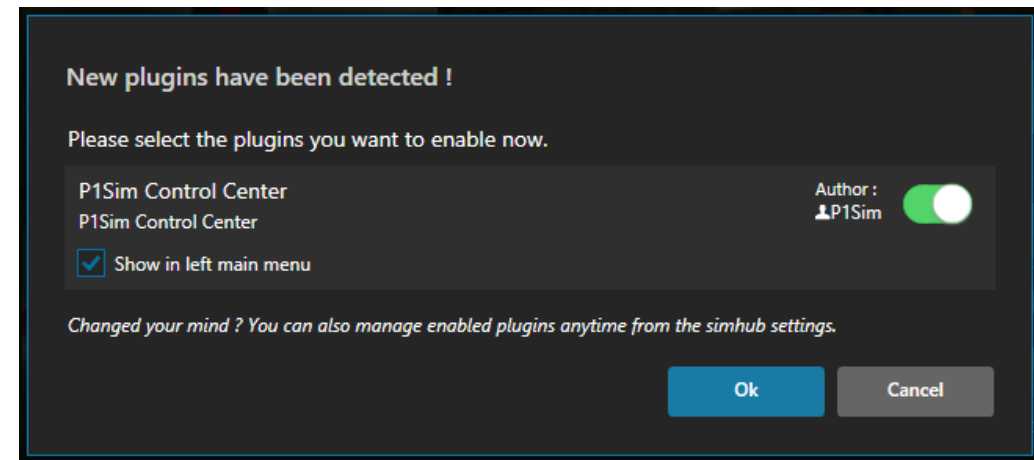 New plugins have been detected !
Please select the plugins you want to enable now.
P1Sim Control Center
P1Sim Control Center
Author :
P1Sim
Show in left main menu
Changed your mind ? You can also manage enabled plugins anytime from the simhub settings.
Ok
Cancel